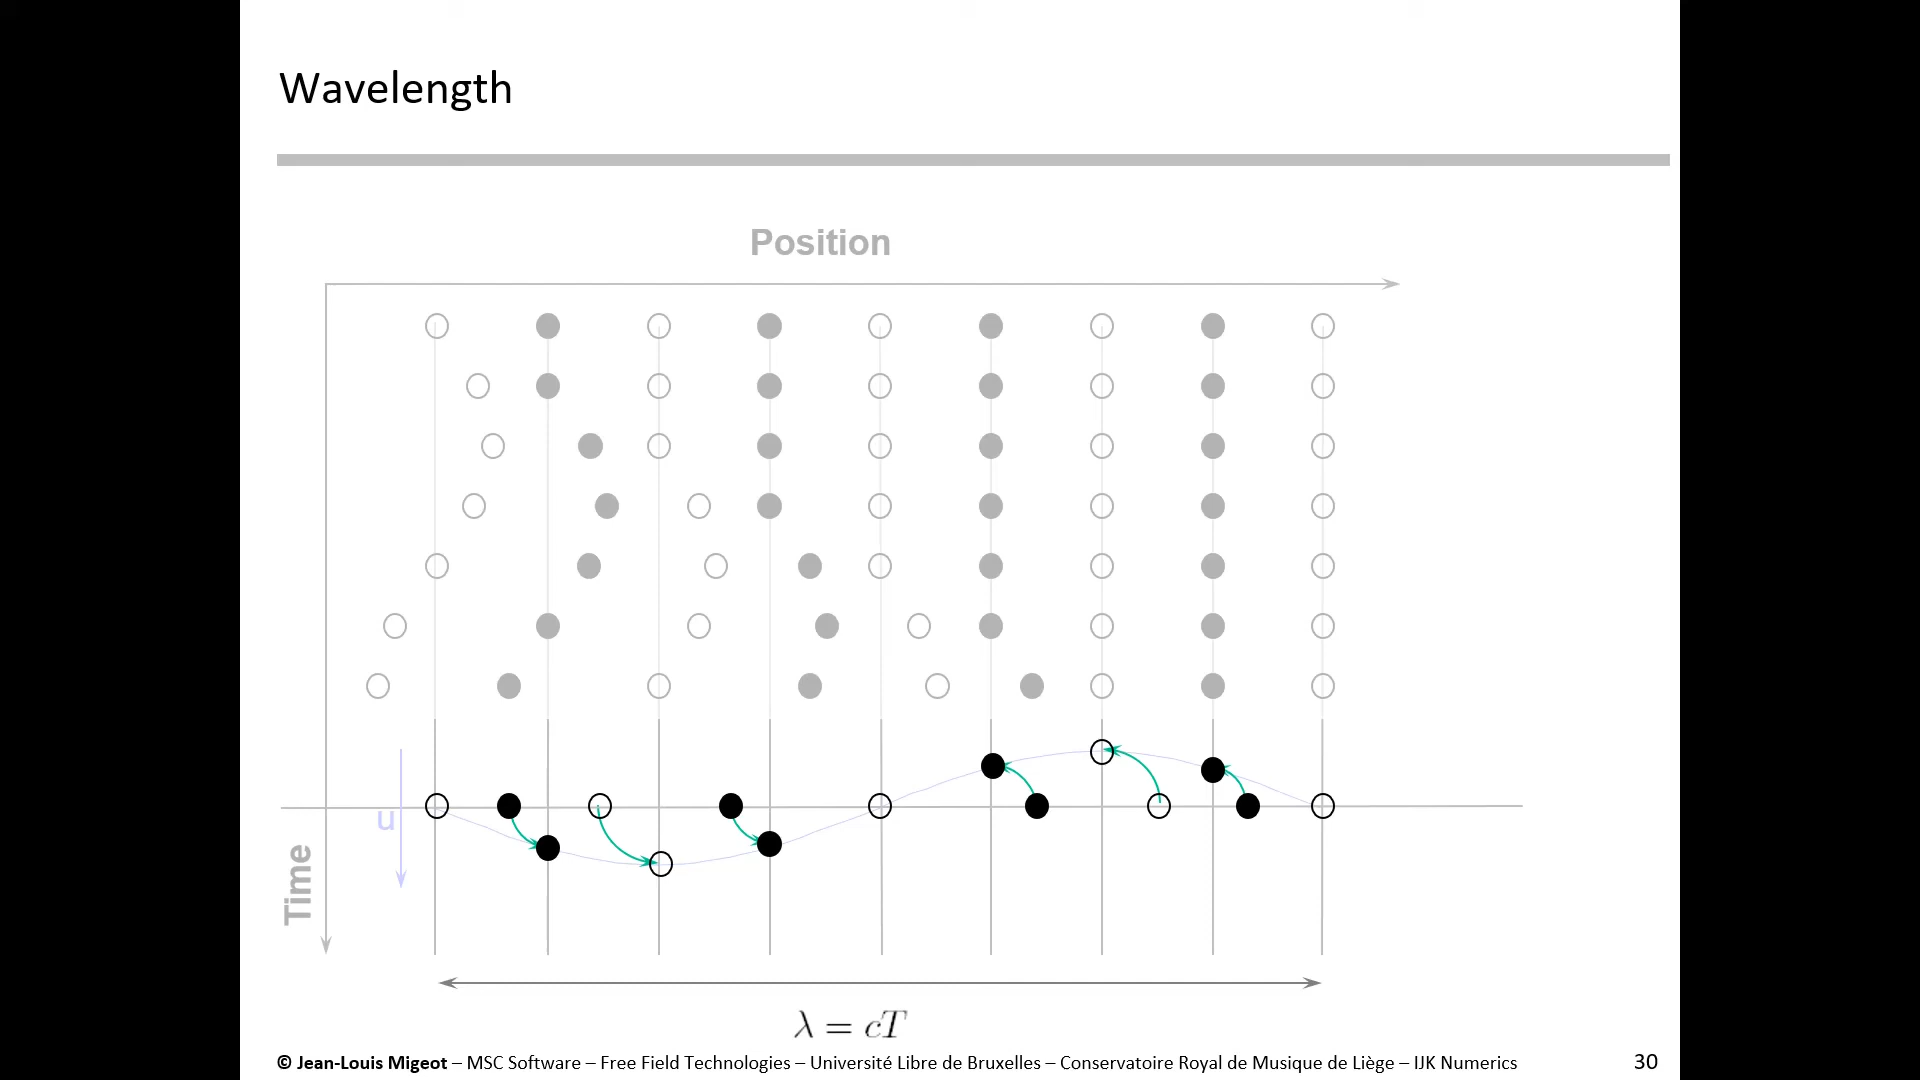 Wavelength
Position
u
Time
λ = cT
© Jean-Louis Migeot – MSC Software – Free Field Technologies – Université Libre de Bruxelles – Conservatoire Royal de Musique de Liège – IJK Numerics
30